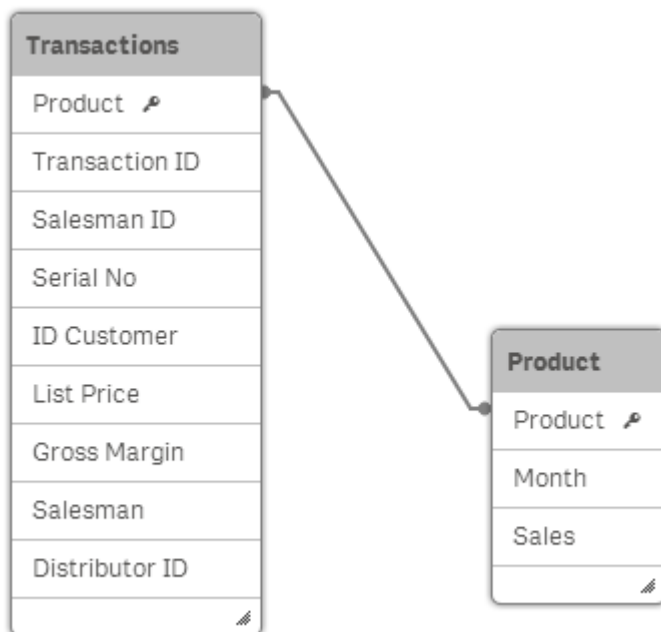 Transactions
Product
Transaction ID
Salesman ID
Serial No
ID Customer
List Price
Gross Margin
Salesman
Distributor ID
Product
Product
Month
Sales